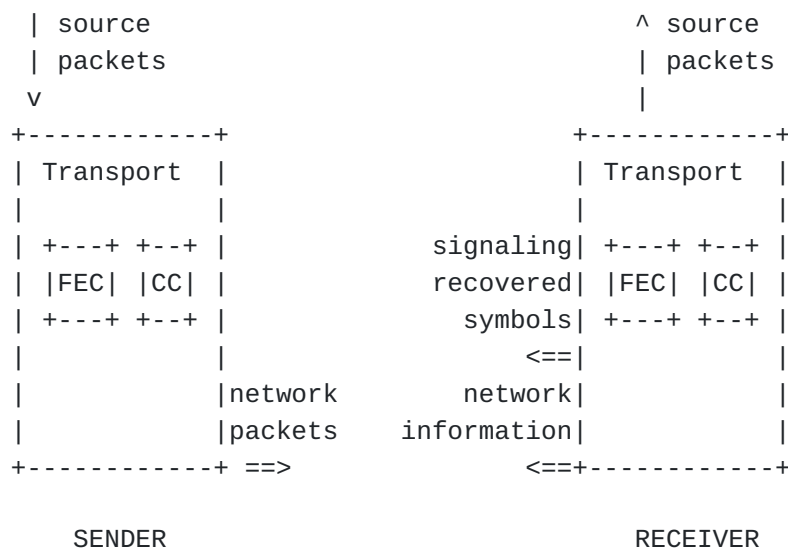 | source                                ^ source
 | packets                               | packets
 v                                       |
+------------+                       +------------+
| Transport  |                       | Transport  |
|            |                       |            |
| +---+ +--+ |              signaling| +---+ +--+ |
| |FEC| |CC| |              recovered| |FEC| |CC| |
| +---+ +--+ |                symbols| +---+ +--+ |
|            |                    <==|            |
|            |network         network|            |
|            |packets     information|            |
+------------+ ==>                <==+------------+
    SENDER                               RECEIVER